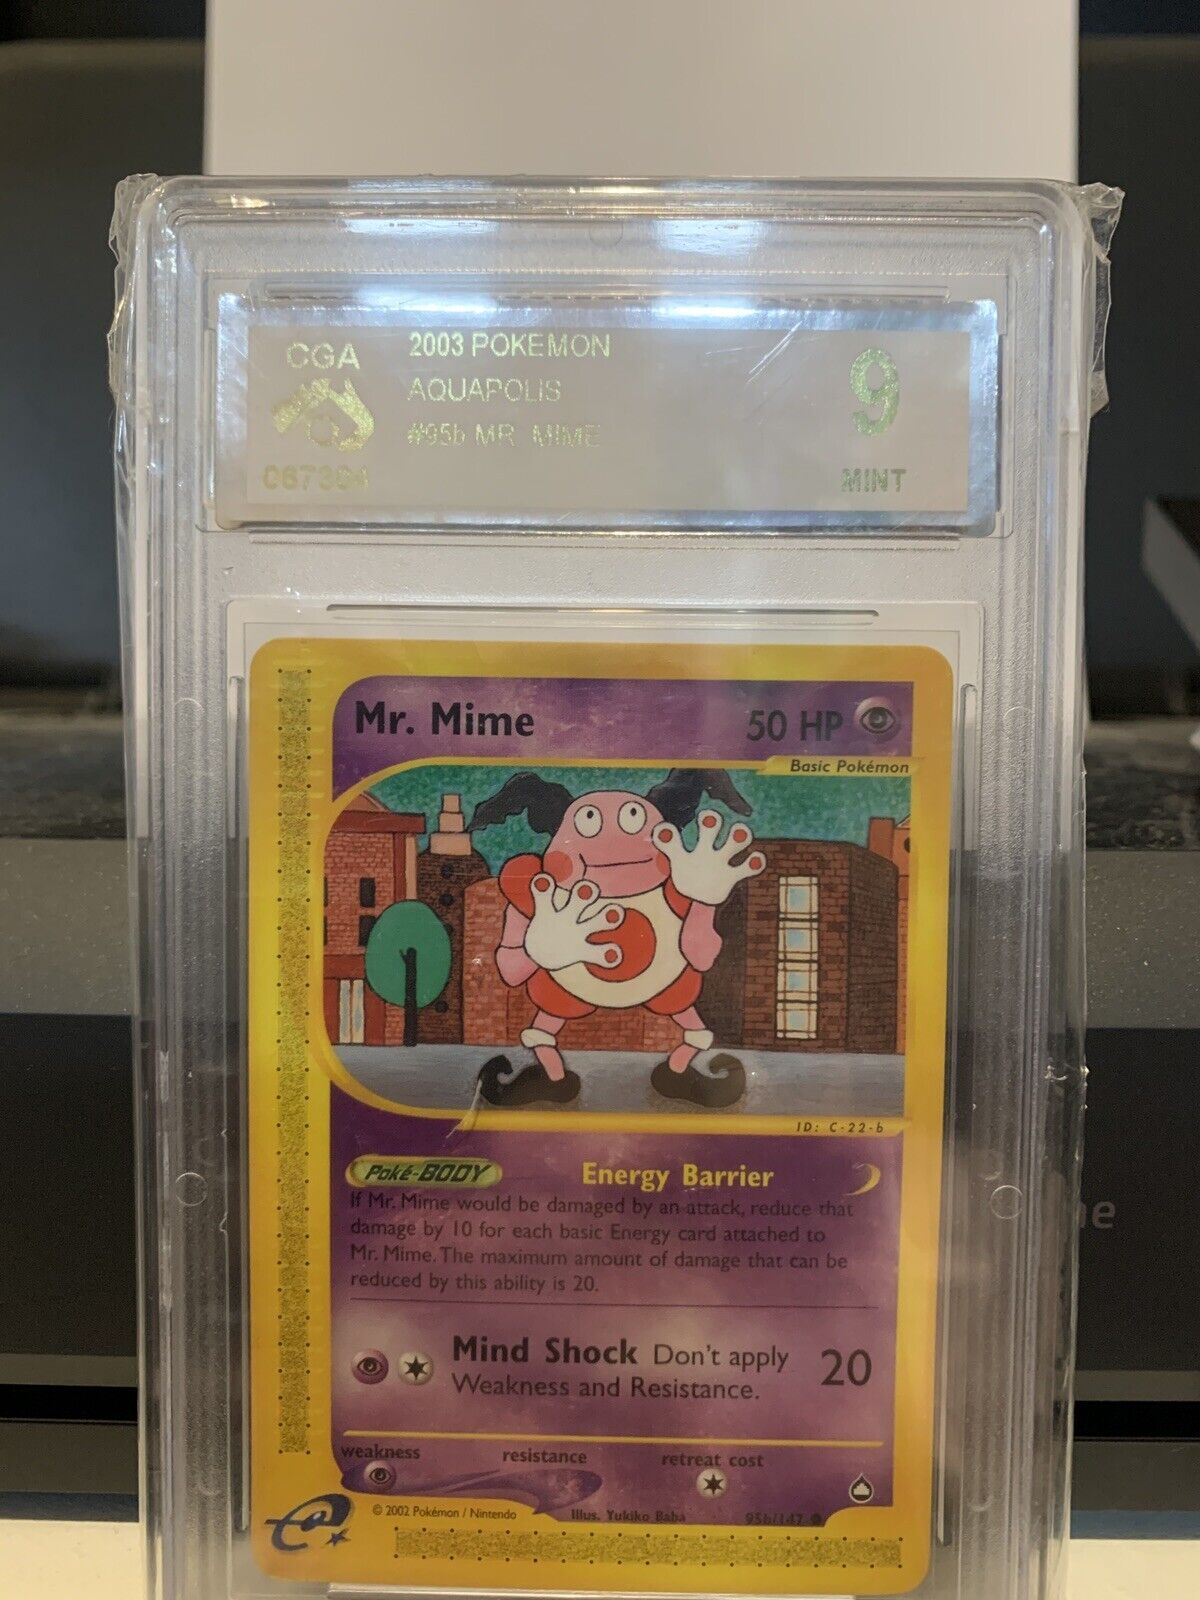 CGA
2003 POKEMON
AQUAPOLIS
#95b MR. MIME
9
MINT
Mr. Mime
50 HP
Basic Pokémon
ID: C-22-b
Poké-BODY
Energy Barrier
If Mr. Mime would be damaged by an attack, reduce that
damage by 10 for each basic Energy card attached to
Mr. Mime. The maximum amount of damage that can be
reduced by this ability is 20.
Mind Shock Don't apply
Weakness and Resistance.
20
weakness
resistance
retreat cost
© 2002 Pokémon / Nintendo
Illus. Yukiko Baba
95b/147